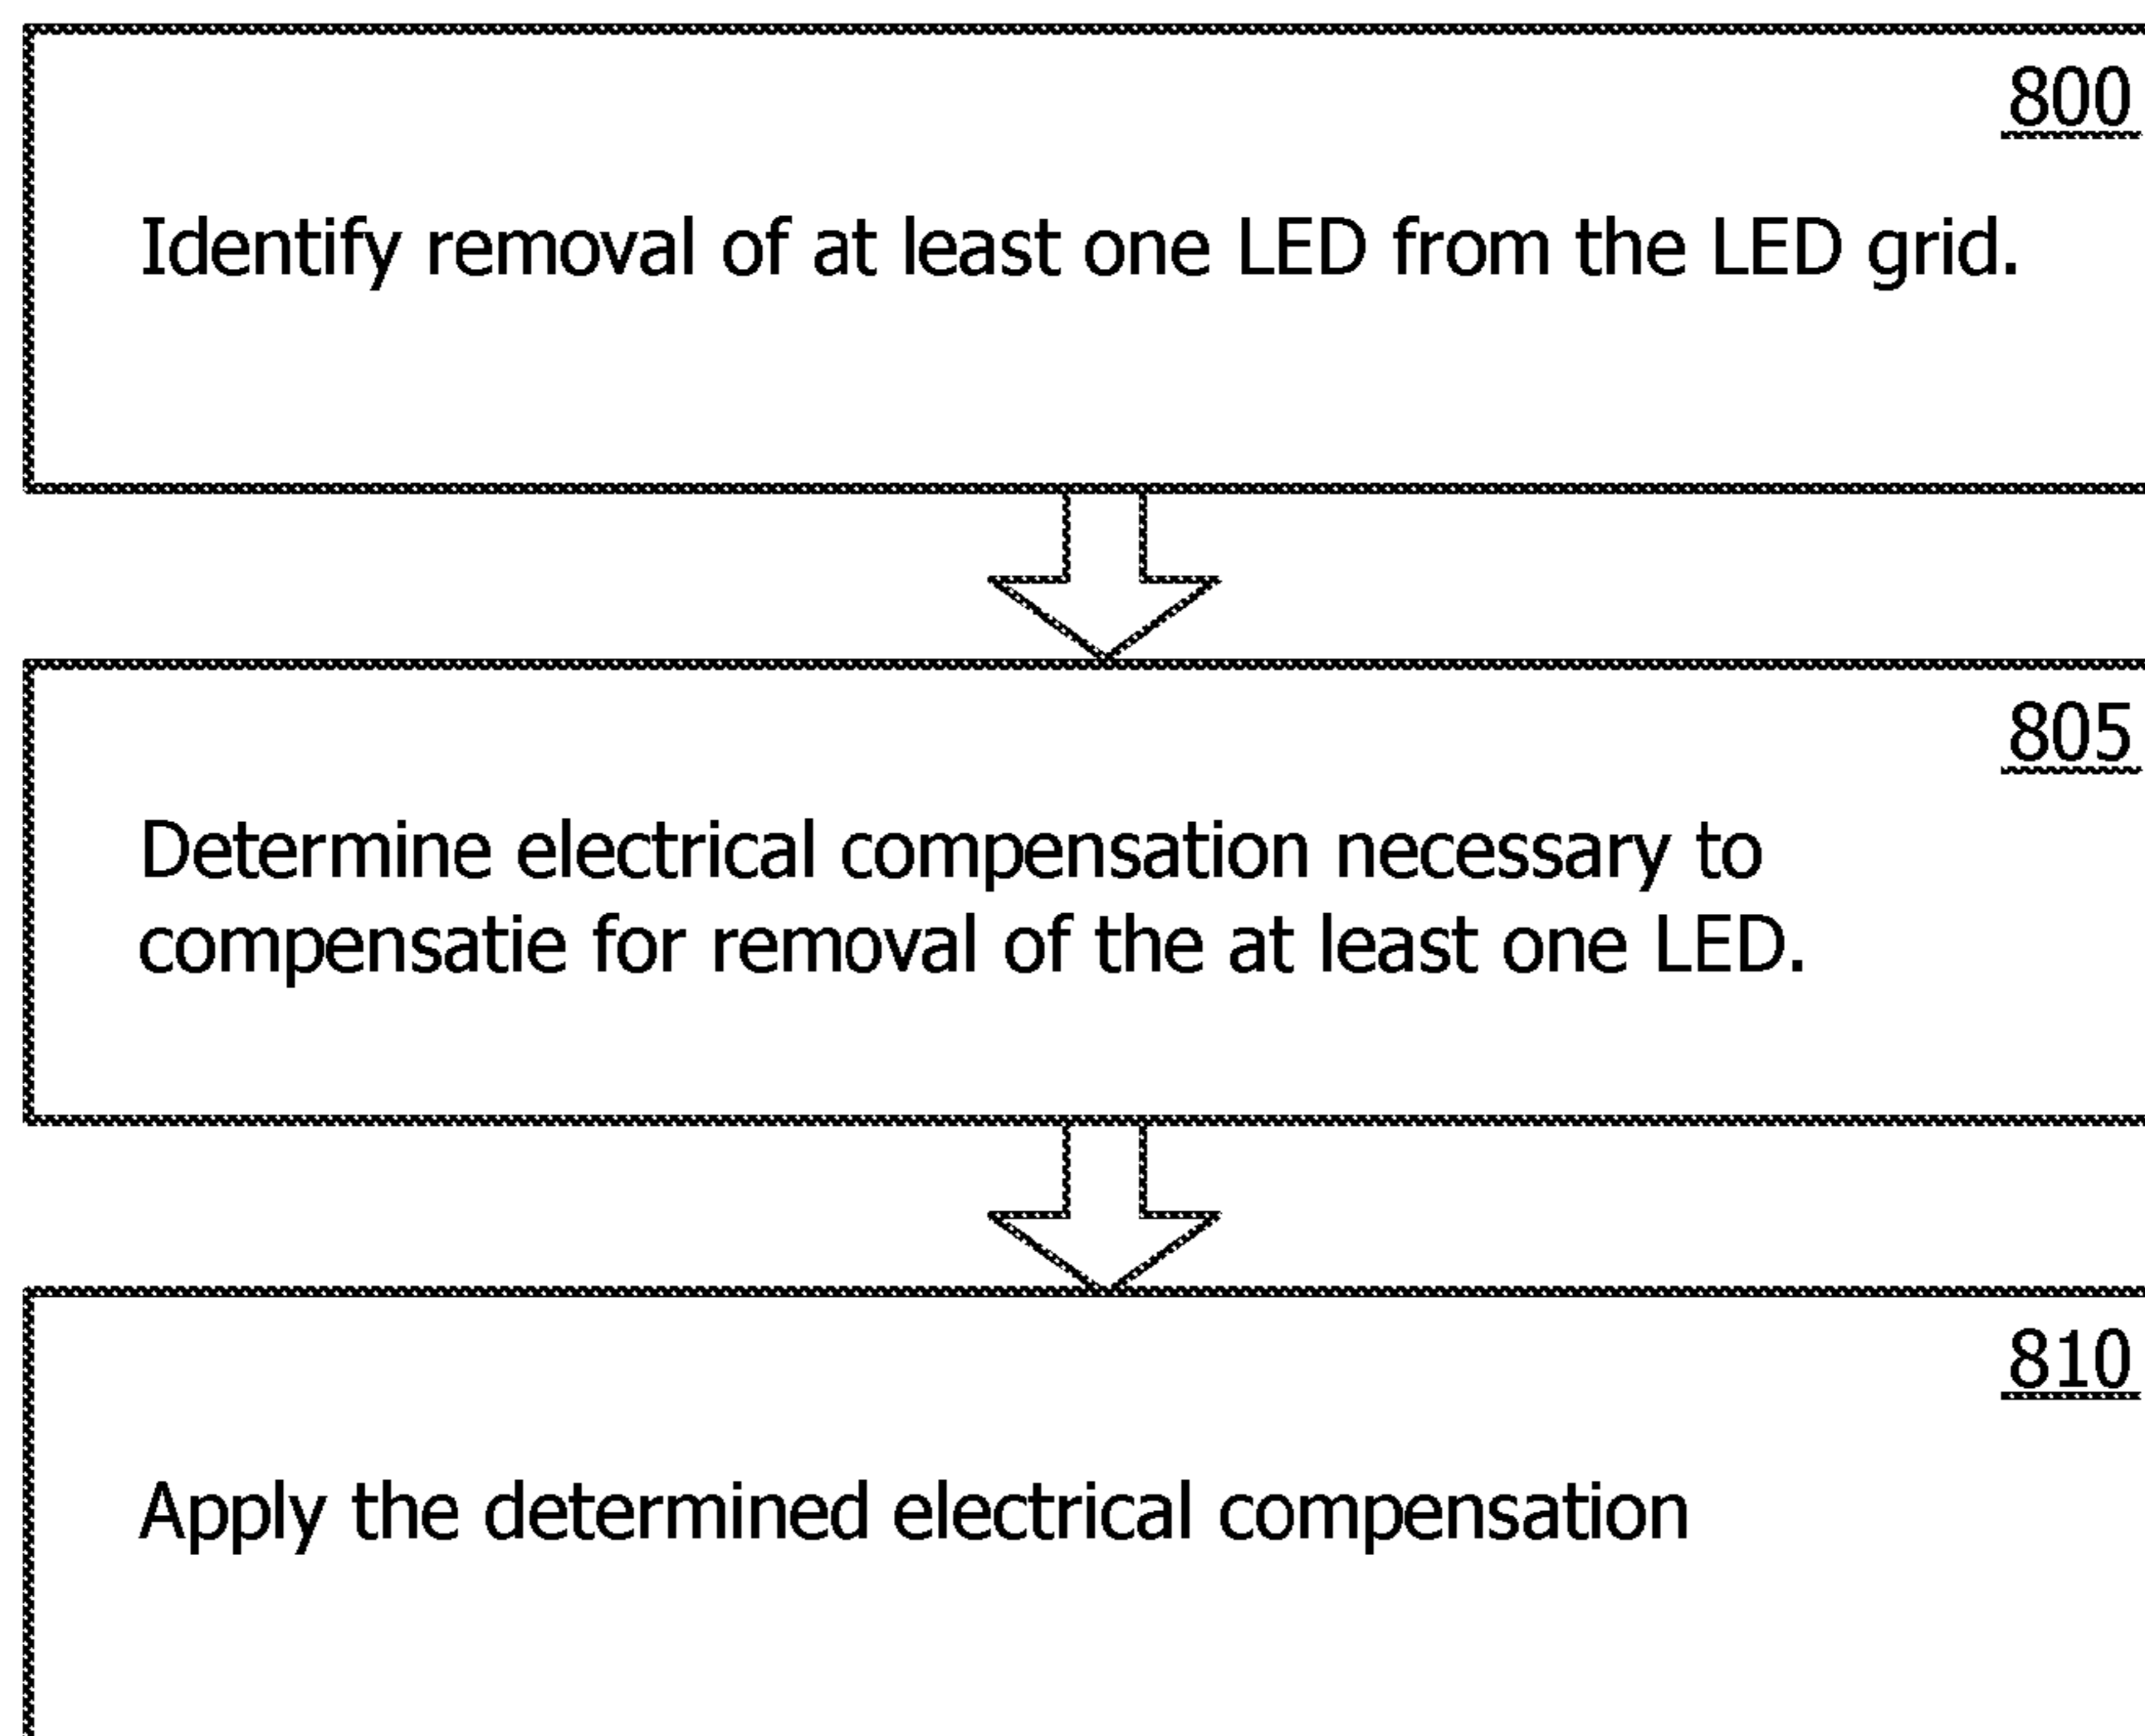 800
Identify removal of at least one LED from the LED grid.
805
Determine electrical compensation necessary to
compensatie for removal of the at least one LED.
810
Apply the determined electrical compensation